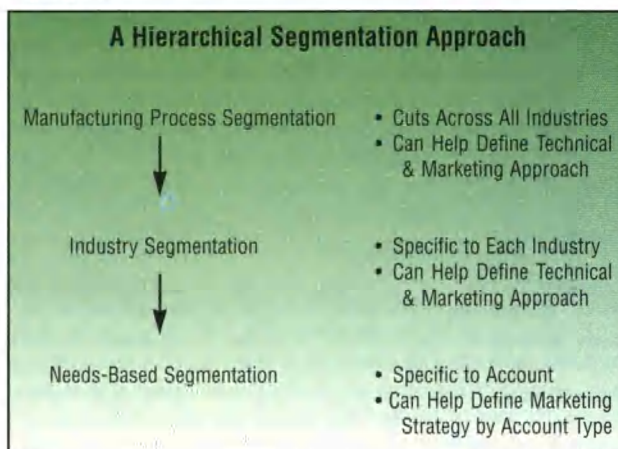 A Hierarchical Segmentation Approach
Manufacturing Process Segmentation
• Cuts Across All Industries
• Can Help Define Technical
& Marketing Approach
Industry Segmentation
• Specific to Each Industry
• Can Help Define Technical
& Marketing Approach
Needs-Based Segmentation
• Specific to Account
• Can Help Define Marketing
Strategy by Account Type